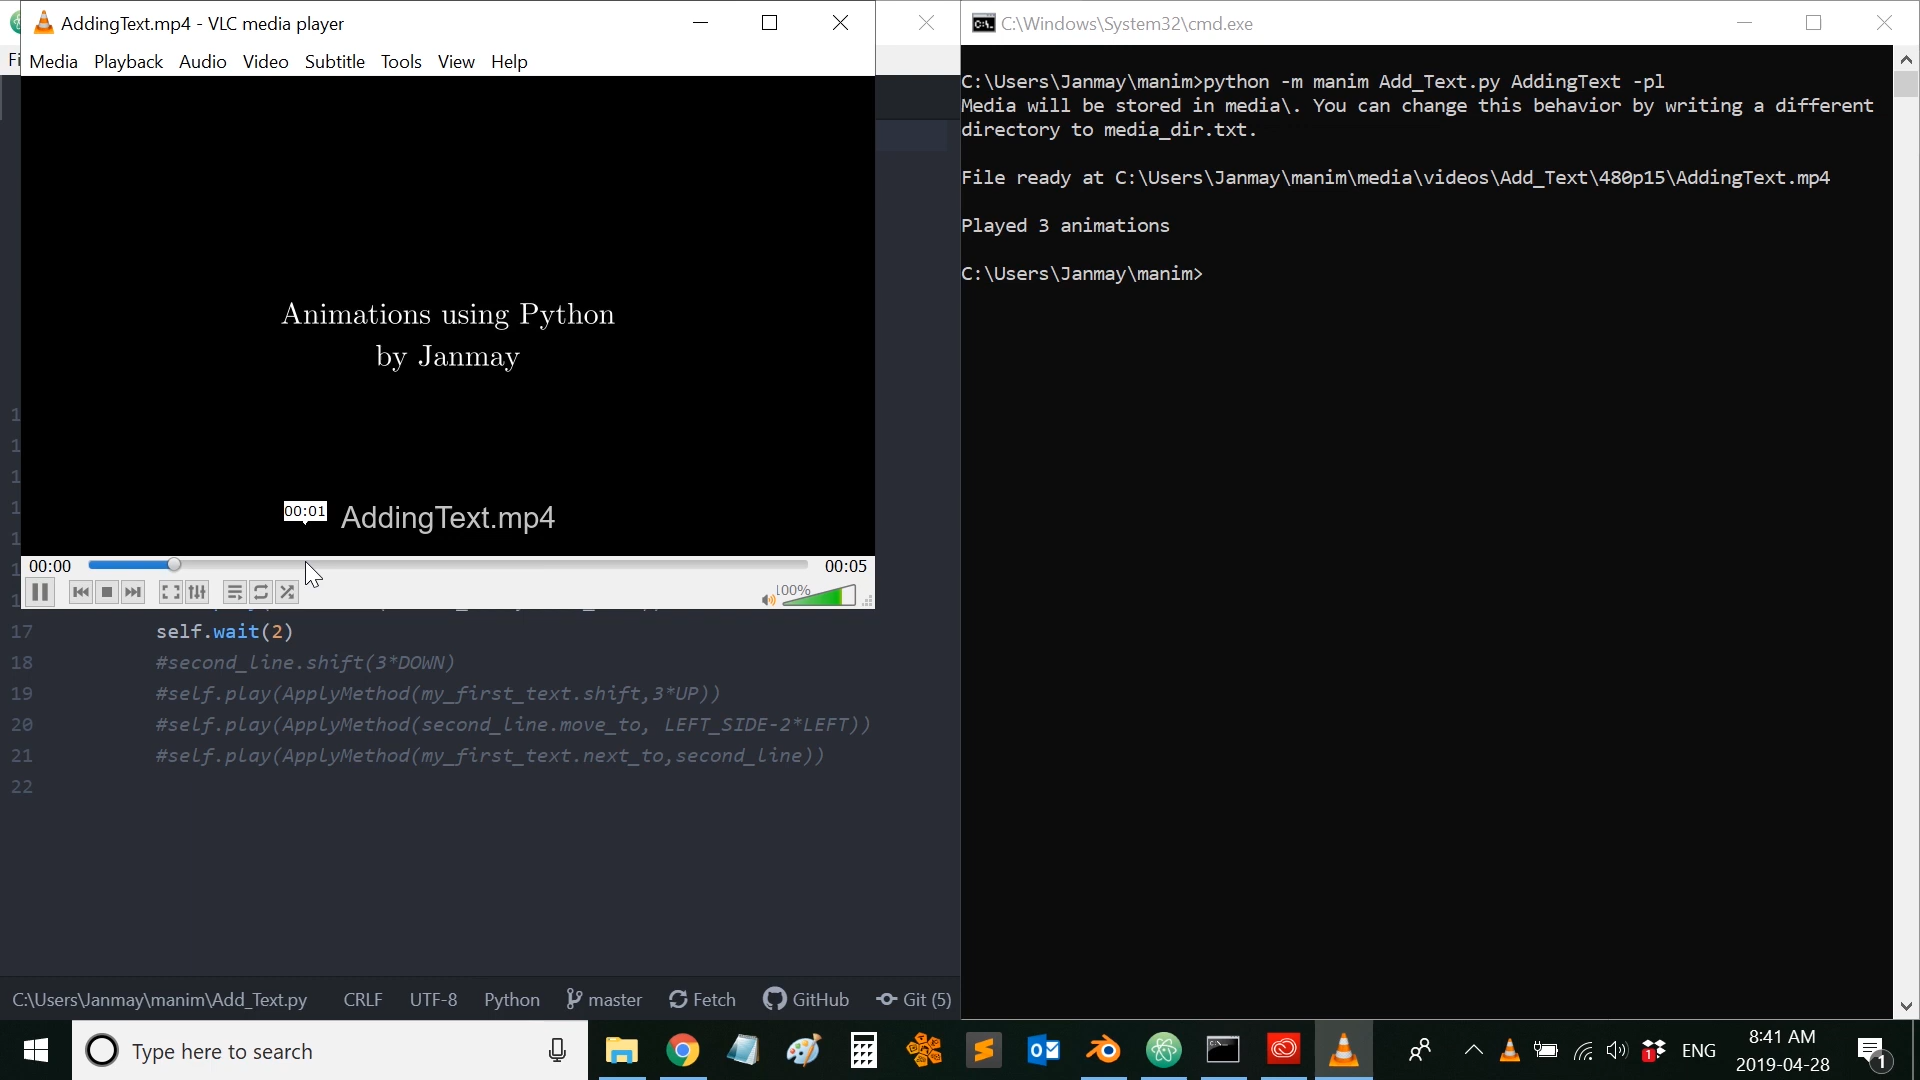 AddingText.mp4 - VLC media player
Media Playback Audio Video Subtitle Tools View Help
Animations using Python
by Janmay
00:01 AddingText.mp4
00:00 00:05
100%
17 self.wait(2)
18 #second_line.shift(3*DOWN)
19 #self.play(ApplyMethod(my_first_text.shift,3*UP))
20 #self.play(ApplyMethod(second_line.move_to, LEFT_SIDE-2*LEFT))
21 #self.play(ApplyMethod(my_first_text.next_to,second_line))
22
C:\Users\Janmay\manim\Add_Text.py CRLF UTF-8 Python master Fetch GitHub Git (5)
C:\Windows\System32\cmd.exe
C:\Users\Janmay\manim>python -m manim Add_Text.py AddingText -pl
Media will be stored in media\. You can change this behavior by writing a different
directory to media_dir.txt.
File ready at C:\Users\Janmay\manim\media\videos\Add_Text\480p15\AddingText.mp4
Played 3 animations
C:\Users\Janmay\manim>
Type here to search
ENG
8:41 AM
2019-04-28
1